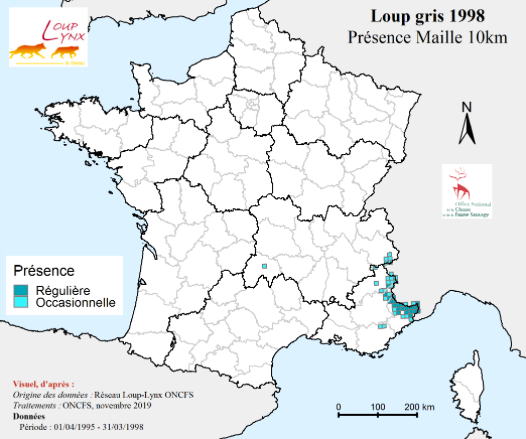 LOUP
LYNX
Loup gris 1998
Présence Maille 10km
N
Office National
de la Chasse
et de la
Faune Sauvage
Présence
Régulière
Occasionnelle
Visuel, d'après :
Origine des données : Réseau Loup-Lynx ONCFS
Traitements : ONCFS, novembre 2019
Données
Période : 01/04/1995 - 31/03/1998
0 100 200 km